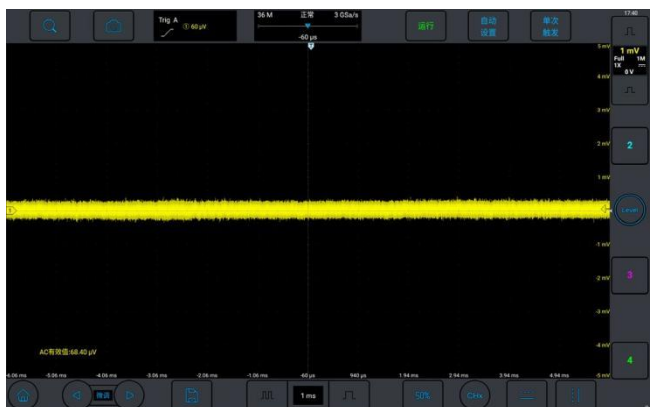 17:40
Trig A
① 60 μV
36 M 正常 3 GSa/s
-60 μs
运行
自动
设置
单次
触发
1 mV
Full 1M
1X
0 V
5 mV
4 mV
3 mV
2 mV
1 mV
-1 mV
-2 mV
-3 mV
-4 mV
-5 mV
2
Level
3
4
AC有效值:68.40 μV
-6.06 ms -5.06 ms -4.06 ms -3.06 ms -2.06 ms -1.06 ms -60 μs 940 μs 1.94 ms 2.94 ms 3.94 ms 4.94 ms
微调
1 ms
50%
CHx